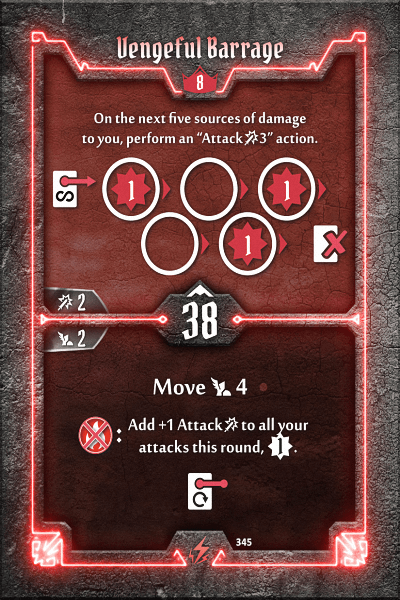 Vengeful Barrage
8
On the next five sources of damage
to you, perform an “Attack 3” action.
S
1
1
1
2
38
2
Move 4
: Add +1 Attack to all your
attacks this round, 1.
345